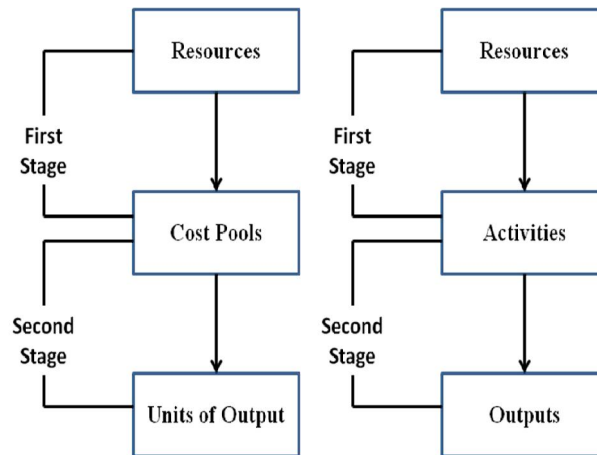 Resources
First
Stage
Cost Pools
Second
Stage
Units of Output
Resources
First
Stage
Activities
Second
Stage
Outputs